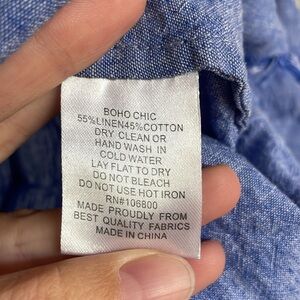 BOHO CHIC
55%LINEN45%COTTON
DRY CLEAN OR
HAND WASH IN
COLD WATER
LAY FLAT TO DRY
DO NOT BLEACH
DO NOT USE HOT IRON
RN#106800
MADE PROUDLY FROM
BEST QUALITY FABRICS
MADE IN CHINA